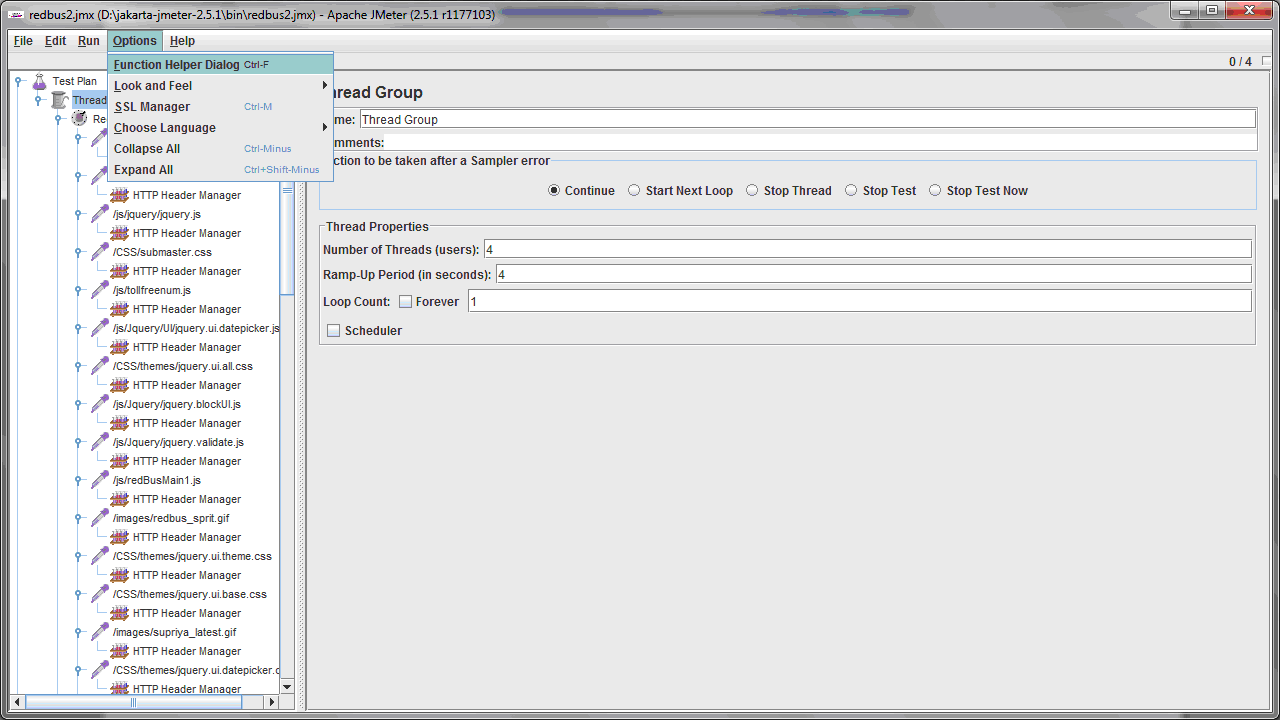 redbus2.jmx (D:\jakarta-jmeter-2.5.1\bin\redbus2.jmx) - Apache JMeter (2.5.1 r1177103)
File Edit Run Options Help
0 / 4
Function Helper Dialog Ctrl-F
Look and Feel
SSL Manager Ctrl-M
Choose Language
Collapse All Ctrl-Minus
Expand All Ctrl+Shift-Minus
Test Plan
Thread
Re
HTTP Header Manager
/js/jquery/jquery.js
HTTP Header Manager
/CSS/submaster.css
HTTP Header Manager
/js/tollfreenum.js
HTTP Header Manager
/js/Jquery/UI/jquery.ui.datepicker.js
HTTP Header Manager
/CSS/themes/jquery.ui.all.css
HTTP Header Manager
/js/Jquery/jquery.blockUI.js
HTTP Header Manager
/js/Jquery/jquery.validate.js
HTTP Header Manager
/js/redBusMain1.js
HTTP Header Manager
/images/redbus_sprit.gif
HTTP Header Manager
/CSS/themes/jquery.ui.theme.css
HTTP Header Manager
/CSS/themes/jquery.ui.base.css
HTTP Header Manager
/images/supriya_latest.gif
HTTP Header Manager
/CSS/themes/jquery.ui.datepicker.c
HTTP Header Manager
hread Group
me: Thread Group
mments:
ction to be taken after a Sampler error
Continue Start Next Loop Stop Thread Stop Test Stop Test Now
Thread Properties
Number of Threads (users): 4
Ramp-Up Period (in seconds): 4
Loop Count: Forever 1
Scheduler